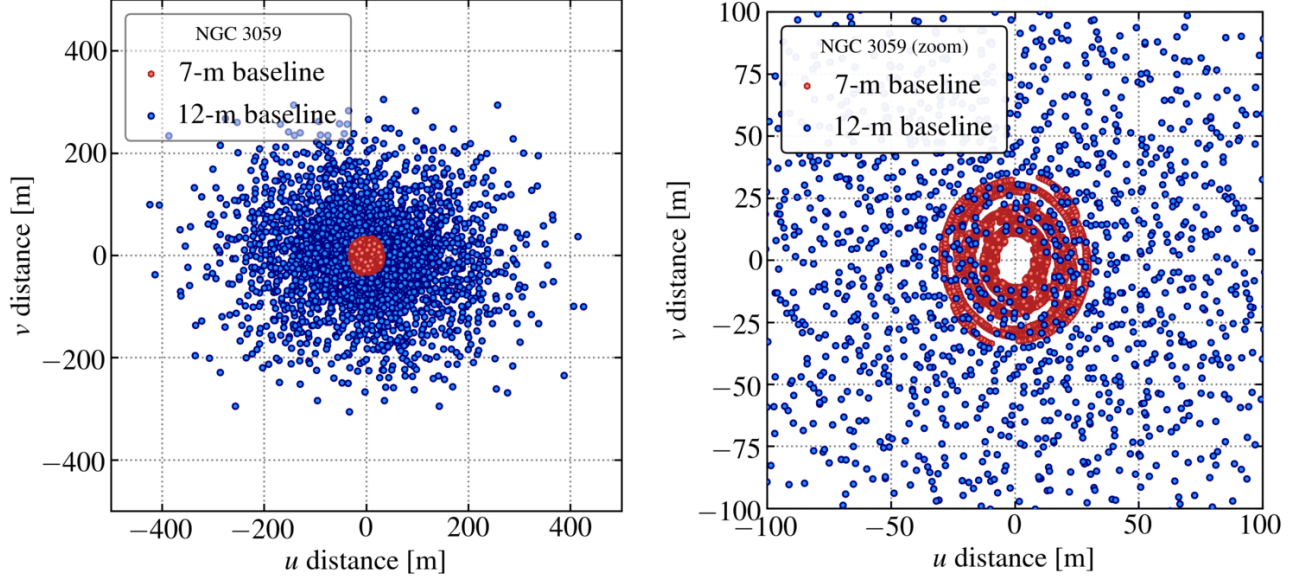 NGC 3059
7-m baseline
12-m baseline
400
200
0
−200
−400
−400
−200
0
200
400
v distance [m]
u distance [m]
NGC 3059 (zoom)
7-m baseline
12-m baseline
100
75
50
25
0
−25
−50
−75
−100
−100
−50
0
50
100
v distance [m]
u distance [m]